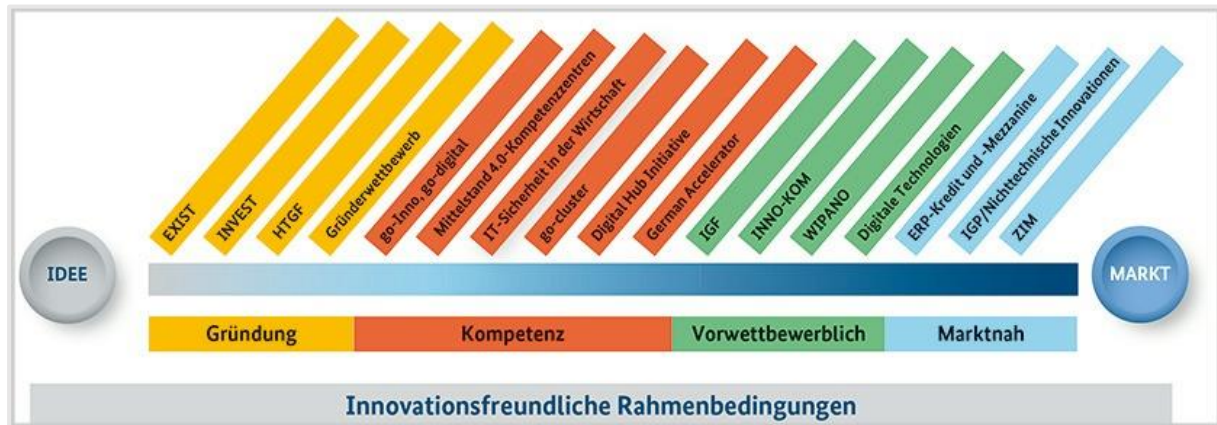 EXIST
INVEST
HTGF
Gründerwettbewerb
go-Inno, go-digital
Mittelstand 4.0-Kompetenzzentren
IT-Sicherheit in der Wirtschaft
go-cluster
Digital Hub Initiative
German Accelerator
IGF
INNO-KOM
WIPANO
Digitale Technologien
ERP-Kredit und -Mezzanine
IGP/Nichttechnische Innovationen
ZIM
IDEE
MARKT
Gründung
Kompetenz
Vorwettbewerblich
Marktnah
Innovationsfreundliche Rahmenbedingungen